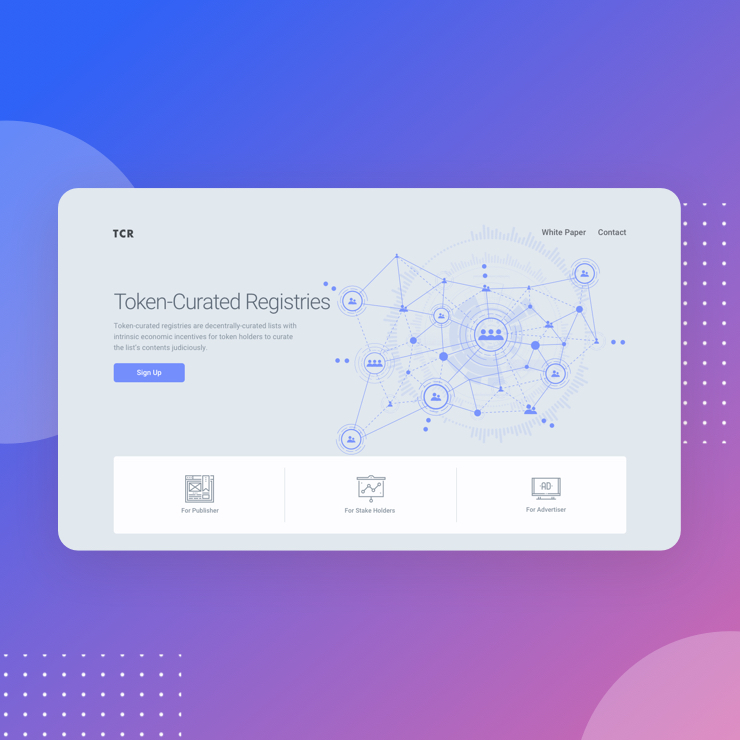 TCR
White Paper Contact
Token-Curated Registries
Token-curated registries are decentrally-curated lists with
intrinsic economic incentives for token holders to curate
the list's contents judiciously.
Sign Up
AD
For Publisher
For Stake Holders
For Advertiser